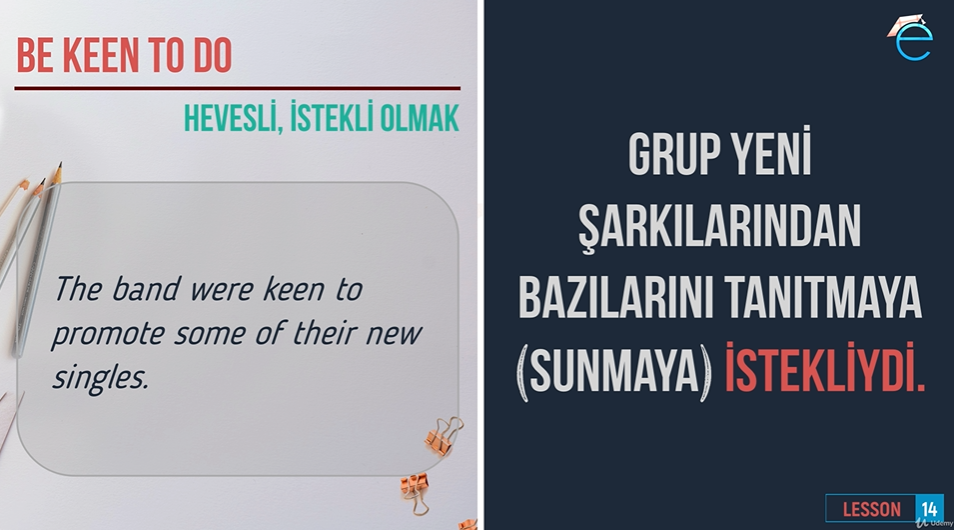 BE KEEN TO DO
HEVESLİ, İSTEKLİ OLMAK
The band were keen to
promote some of their new
singles.
GRUP YENİ
ŞARKILARINDAN
BAZILARINI TANITMAYA
(SUNMAYA) İSTEKLİYDİ.
LESSON 14
Udemy